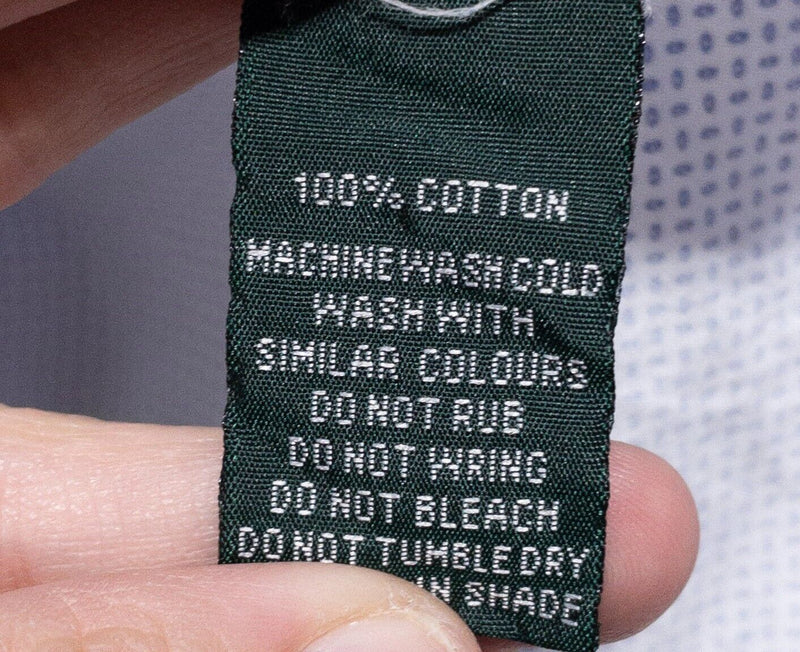 100% COTTON
MACHINE WASH COLD
WASH WITH
SIMILAR COLOURS
DO NOT RUB
DO NOT WRING
DO NOT BLEACH
DO NOT TUMBLE DRY
IN SHADE